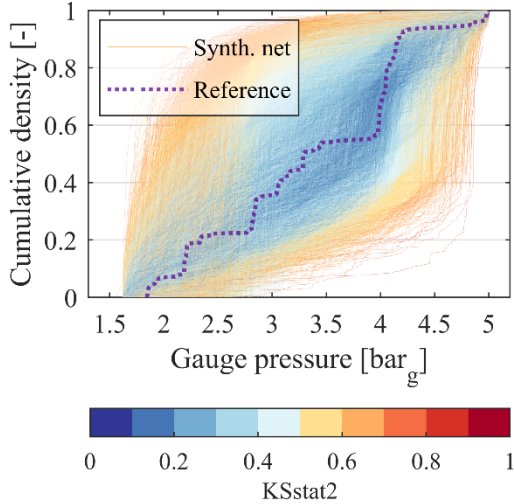 Cumulative density [-]
1
0.8
0.6
0.4
0.2
0
Synth. net
Reference
1.5 2 2.5 3 3.5 4 4.5 5
Gauge pressure [bar_g]
0 0.2 0.4 0.6 0.8 1
KSstat2